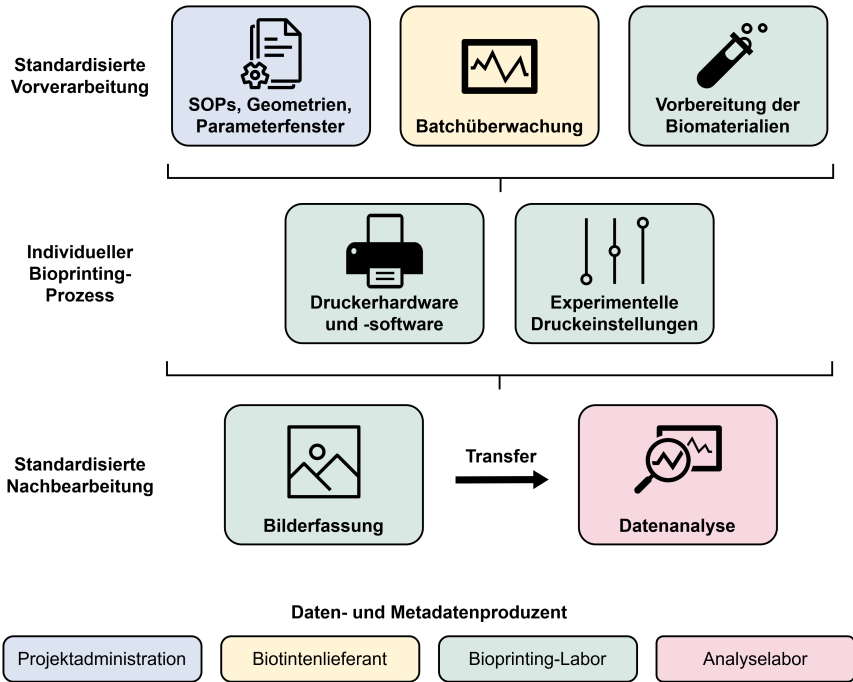 Standardisierte
Vorverarbeitung
SOPs, Geometrien,
Parameterfenster
Batchüberwachung
Vorbereitung der
Biomaterialien
Individueller
Bioprinting-
Prozess
Druckerhardware
und -software
Experimentelle
Druckeinstellungen
Standardisierte
Nachbearbeitung
Bilderfassung
Transfer
Datenanalyse
Daten- und Metadatenproduzent
Projektadministration
Biotintenlieferant
Bioprinting-Labor
Analyselabor